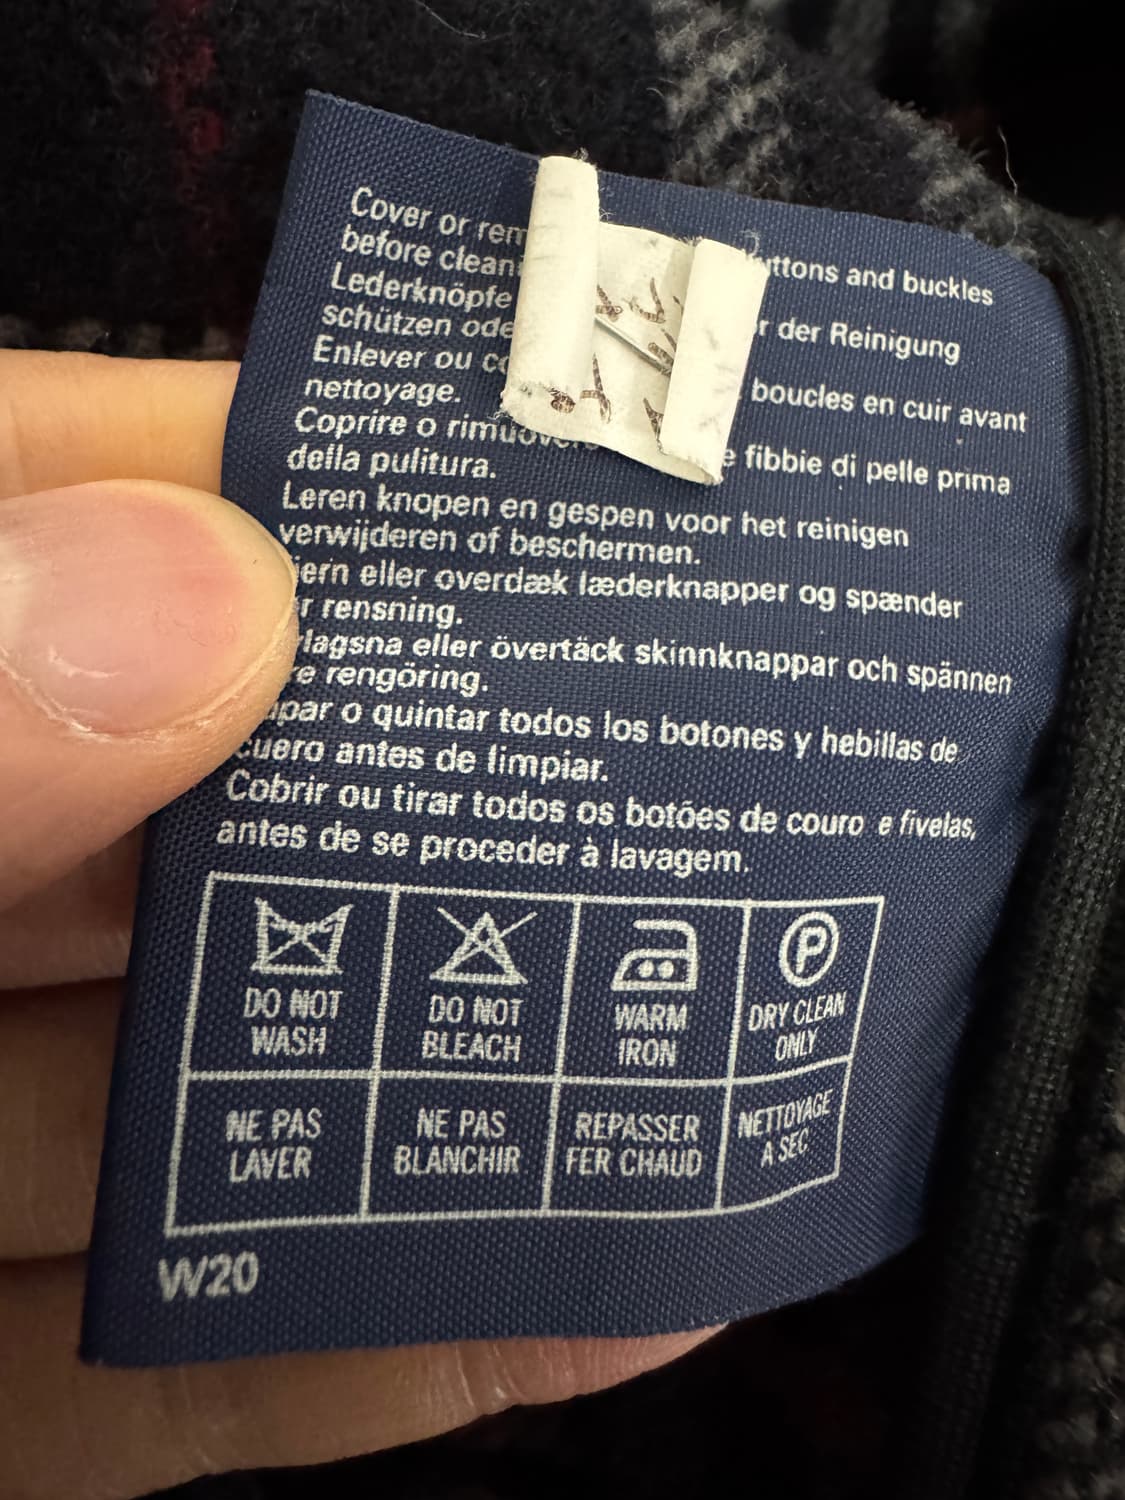 Cover or rem uttons and buckles
before clean
Lederknöpfe r der Reinigung
schützen ode
Enlever ou co boucles en cuir avant
nettoyage.
Coprire o rimuovere e fibbie di pelle prima
della pulitura.
Leren knopen en gespen voor het reinigen
verwijderen of beschermen.
jern eller overdæk læderknapper og spænder
r rensning.
lagsna eller övertäck skinnknappar och spännen
re rengöring.
apar o quintar todos los botones y hebillas de
cuero antes de limpiar.
Cobrir ou tirar todos os botões de couro e fivelas,
antes de se proceder à lavagem.
P
DO NOT WASH
DO NOT BLEACH
WARM IRON
DRY CLEAN ONLY
NE PAS LAVER
NE PAS BLANCHIR
REPASSER FER CHAUD
NETTOYAGE A SEC
W20